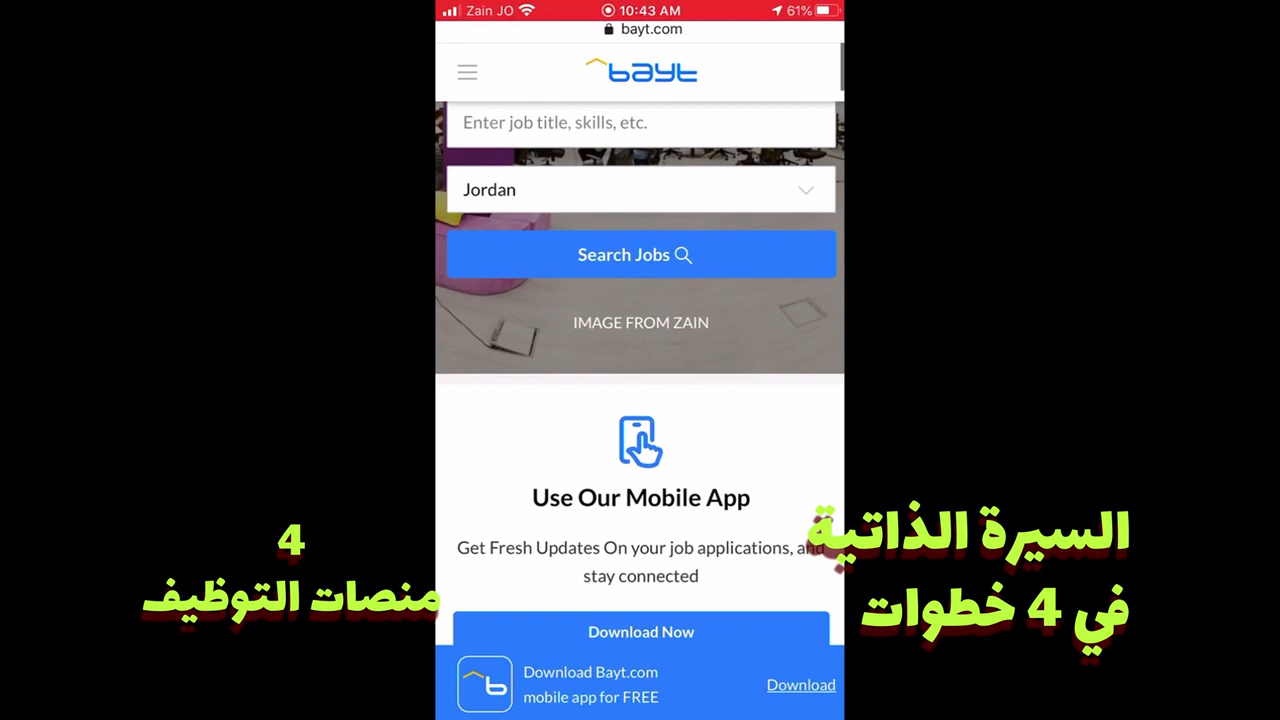 Zain JO 10:43 AM 61%
bayt.com
bayt
Enter job title, skills, etc.
Jordan
Search Jobs
IMAGE FROM ZAIN
Use Our Mobile App
Get Fresh Updates On your job applications, and
stay connected
Download Now
Download Bayt.com
mobile app for FREE
Download
السيرة الذاتية
في 4 خطوات
4
منصات التوظيف